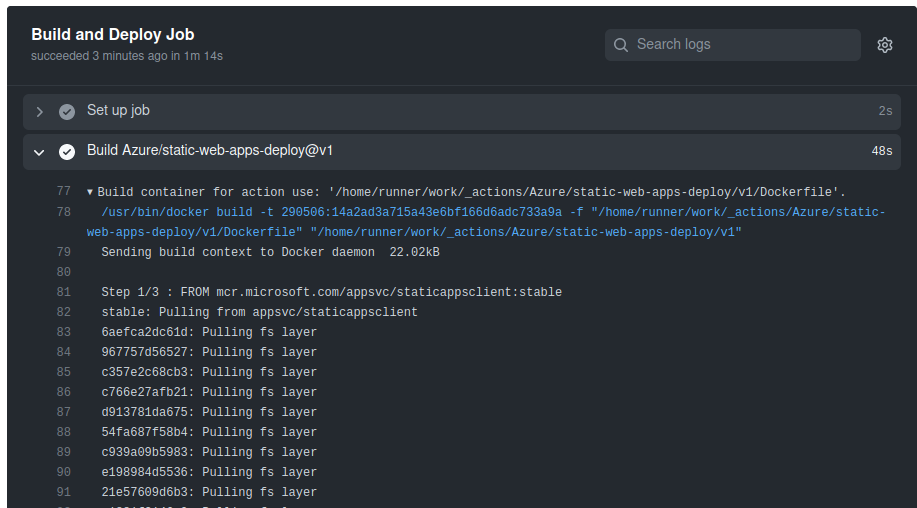 Build and Deploy Job
succeeded 3 minutes ago in 1m 14s
Search logs
Set up job 2s
Build Azure/static-web-apps-deploy@v1 48s
77 ▾ Build container for action use: '/home/runner/work/_actions/Azure/static-web-apps-deploy/v1/Dockerfile'.
78 /usr/bin/docker build -t 290506:14a2ad3a715a43e6bf166d6adc733a9a -f "/home/runner/work/_actions/Azure/static-
web-apps-deploy/v1/Dockerfile" "/home/runner/work/_actions/Azure/static-web-apps-deploy/v1"
79 Sending build context to Docker daemon  22.02kB
80
81 Step 1/3 : FROM mcr.microsoft.com/appsvc/staticappsclient:stable
82 stable: Pulling from appsvc/staticappsclient
83 6aefca2dc61d: Pulling fs layer
84 967757d56527: Pulling fs layer
85 c357e2c68cb3: Pulling fs layer
86 c766e27afb21: Pulling fs layer
87 d913781da675: Pulling fs layer
88 54fa687f58b4: Pulling fs layer
89 c939a09b5983: Pulling fs layer
90 e198984d5536: Pulling fs layer
91 21e57609d6b3: Pulling fs layer